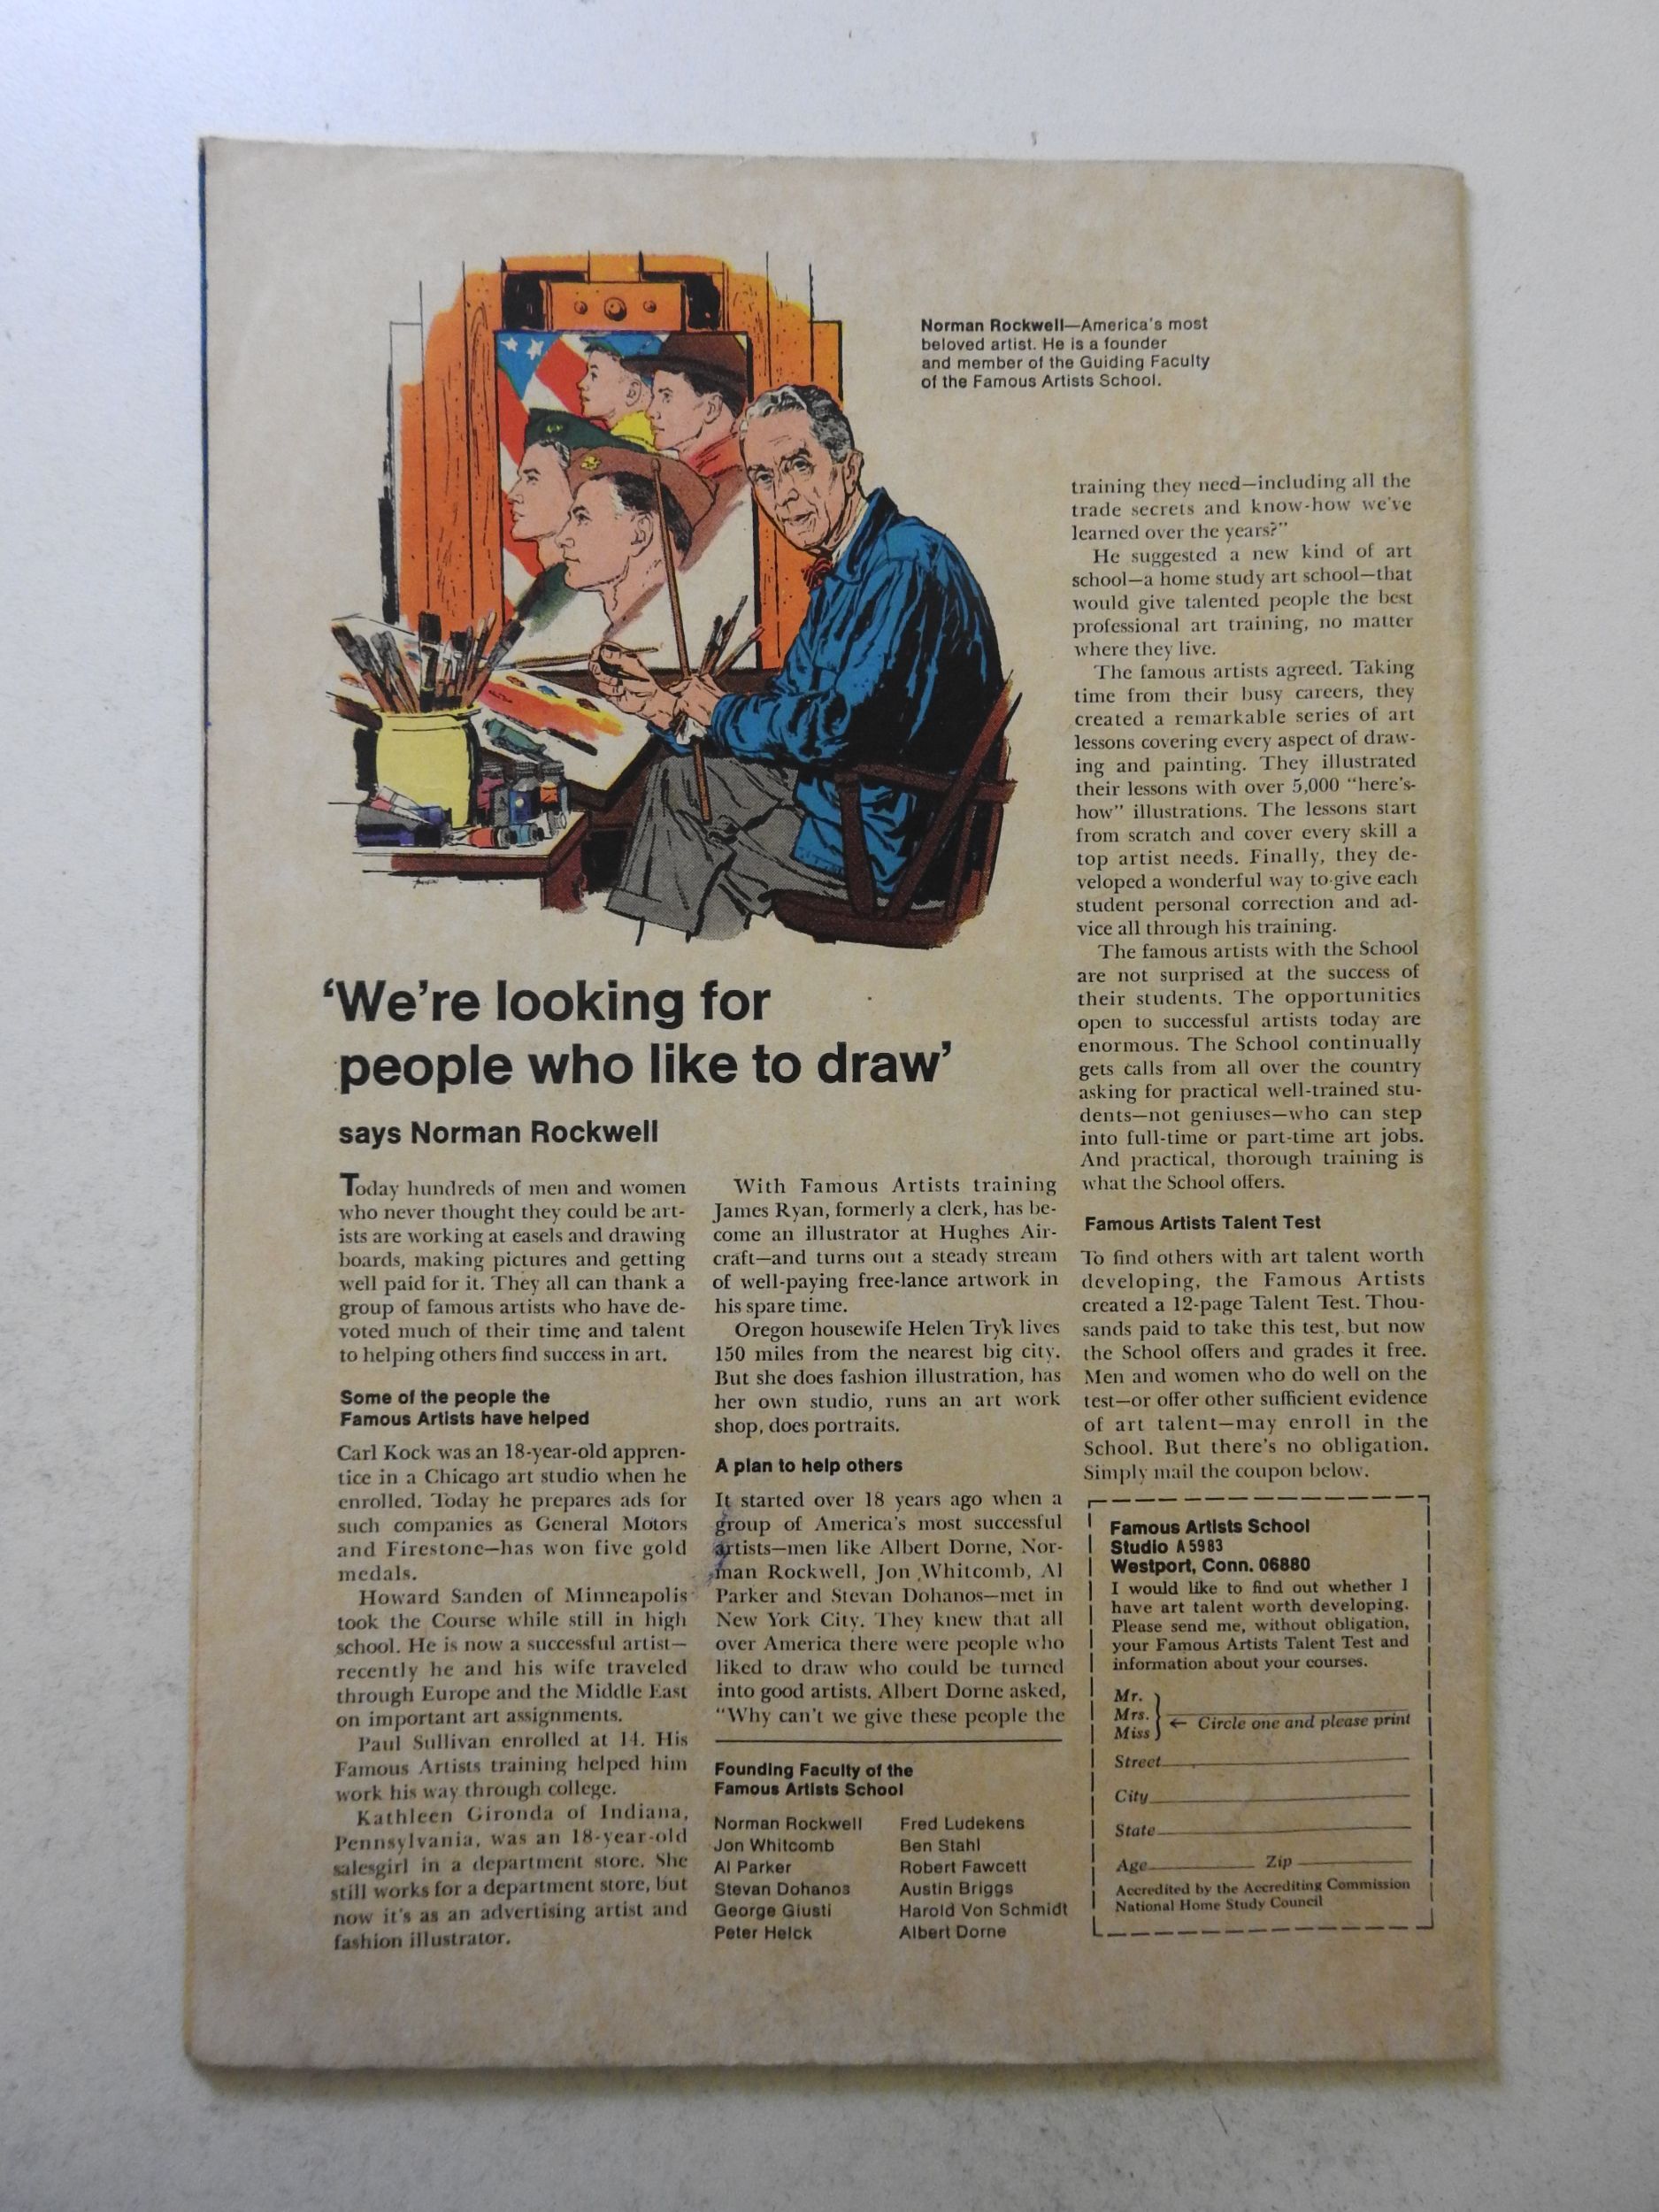 Norman Rockwell—America's most
beloved artist. He is a founder
and member of the Guiding Faculty
of the Famous Artists School.
'We're looking for
people who like to draw'
says Norman Rockwell
Today hundreds of men and women
who never thought they could be art-
ists are working at easels and drawing
boards, making pictures and getting
well paid for it. They all can thank a
group of famous artists who have de-
voted much of their time and talent
to helping others find success in art.
Some of the people the
Famous Artists have helped
Carl Kock was an 18-year-old appren-
tice in a Chicago art studio when he
enrolled. Today he prepares ads for
such companies as General Motors
and Firestone—has won five gold
medals.
Howard Sanden of Minneapolis
took the Course while still in high
school. He is now a successful artist—
recently he and his wife traveled
through Europe and the Middle East
on important art assignments.
Paul Sullivan enrolled at 14. His
Famous Artists training helped him
work his way through college.
Kathleen Gironda of Indiana,
Pennsylvania, was an 18-year-old
salesgirl in a department store. She
still works for a department store, but
now it's as an advertising artist and
fashion illustrator.
With Famous Artists training
James Ryan, formerly a clerk, has be-
come an illustrator at Hughes Air-
craft—and turns out a steady stream
of well-paying free-lance artwork in
his spare time.
Oregon housewife Helen Tryk lives
150 miles from the nearest big city.
But she does fashion illustration, has
her own studio, runs an art work
shop, does portraits.
A plan to help others
It started over 18 years ago when a
group of America's most successful
artists—men like Albert Dorne, Nor-
man Rockwell, Jon Whitcomb, Al
Parker and Stevan Dohanos—met in
New York City. They knew that all
over America there were people who
liked to draw who could be turned
into good artists. Albert Dorne asked,
"Why can't we give these people the
training they need—including all the
trade secrets and know-how we've
learned over the years?"
He suggested a new kind of art
school—a home study art school—that
would give talented people the best
professional art training, no matter
where they live.
The famous artists agreed. Taking
time from their busy careers, they
created a remarkable series of art
lessons covering every aspect of draw-
ing and painting. They illustrated
their lessons with over 5,000 "here's-
how" illustrations. The lessons start
from scratch and cover every skill a
top artist needs. Finally, they de-
veloped a wonderful way to give each
student personal correction and ad-
vice all through his training.
The famous artists with the School
are not surprised at the success of
their students. The opportunities
open to successful artists today are
enormous. The School continually
gets calls from all over the country
asking for practical well-trained stu-
dents—not geniuses—who can step
into full-time or part-time art jobs.
And practical, thorough training is
what the School offers.
Famous Artists Talent Test
To find others with art talent worth
developing, the Famous Artists
created a 12-page Talent Test. Thou-
sands paid to take this test, but now
the School offers and grades it free.
Men and women who do well on the
test—or offer other sufficient evidence
of art talent—may enroll in the
School. But there's no obligation.
Simply mail the coupon below.
Founding Faculty of the
Famous Artists School
Norman Rockwell
Jon Whitcomb
Al Parker
Stevan Dohanos
George Giusti
Peter Helck
Fred Ludekens
Ben Stahl
Robert Fawcett
Austin Briggs
Harold Von Schmidt
Albert Dorne
Famous Artists School
Studio A5983
Westport, Conn. 06880
I would like to find out whether I
have art talent worth developing.
Please send me, without obligation,
your Famous Artists Talent Test and
information about your courses.
Mr.
Mrs.
Miss
← Circle one and please print
Street
City
State
Age Zip
Accredited by the Accrediting Commission
National Home Study Council